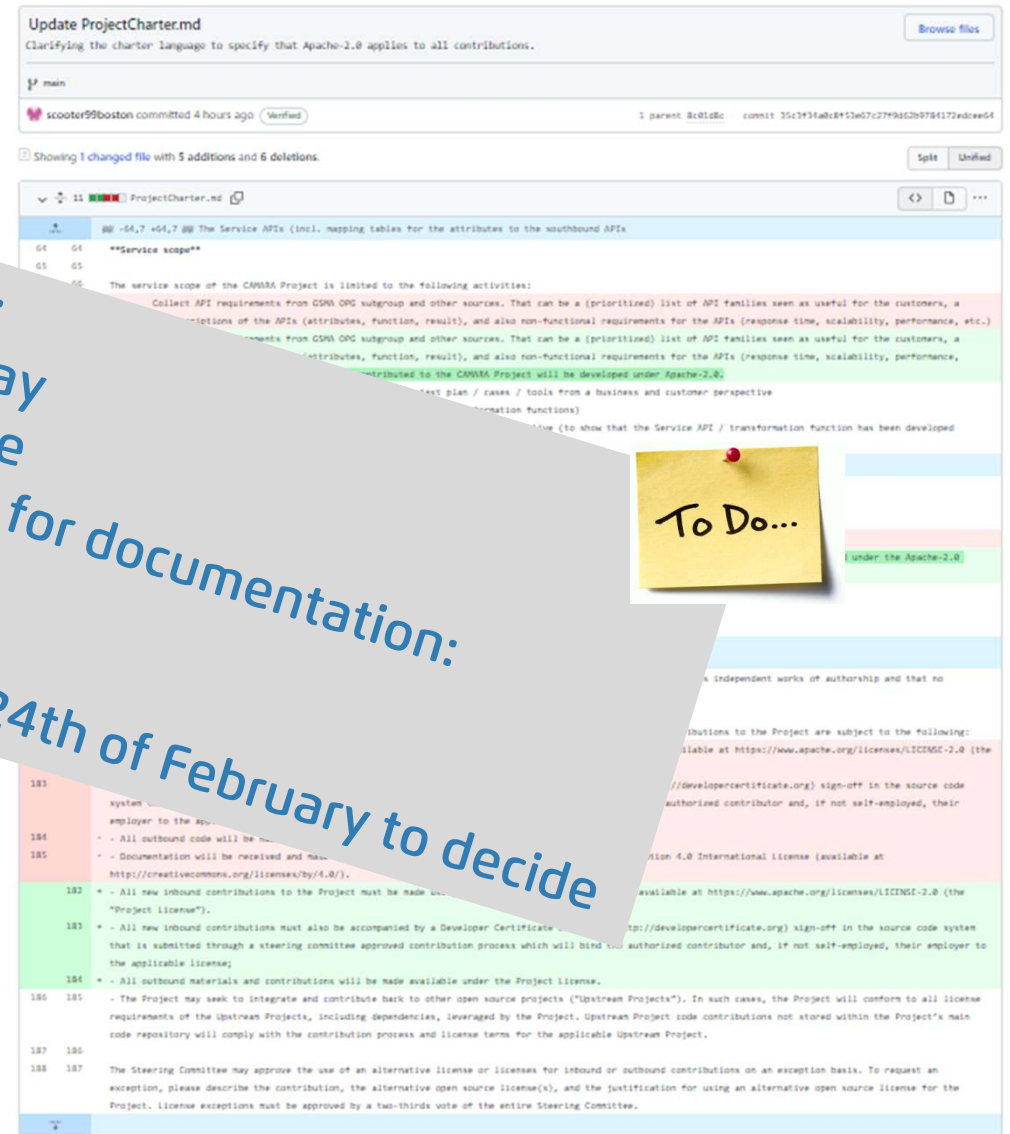 Update ProjectCharter.md
Browse files
Clarifying the charter language to specify that Apache-2.0 applies to all contributions.
main
scooter99boston committed 4 hours ago Verified
1 parent commit
Showing 1 changed file with 5 additions and 6 deletions.
Split Unified
11 ProjectCharter.md
@@ -64,7 +64,7 @@ The Service APIs (incl. mapping tables for the attributes to the southbound APIs
64 64 **Service scope**
65 65
66 The service scope of the CAMARA Project is limited to the following activities:
Collect API requirements from GSMA OPG subgroup and other sources. That can be a (prioritized) list of API families seen as useful for the customers, a
of the APIs (attributes, function, result), and also non-functional requirements for the APIs (response time, scalability, performance, etc.)
from GSMA OPG subgroup and other sources. That can be a (prioritized) list of API families seen as useful for the customers, a
function, result), and also non-functional requirements for the APIs (response time, scalability, performance,
to the CAMARA Project will be developed under Apache-2.0.
plan / cases / tools from a business and customer perspective
functions)
(to show that the Service API / transformation function has been developed
for documentation:
24th of February to decide
To Do...
under the Apache-2.0
independent works of authorship and that no
to the Project are subject to the following:
at https://www.apache.org/licenses/LICENSE-2.0 (the
183 //developercertificate.org) sign-off in the source code
system authorized contributor and, if not self-employed, their
employer to the
184 - - All outbound code will be
185 - - Documentation will be received and 4.0 International License (available at
http://creativecommons.org/licenses/by/4.0/).
182 + - All new inbound contributions to the Project must be made available at https://www.apache.org/licenses/LICENSE-2.0 (the
"Project License").
183 + - All new inbound contributions must also be accompanied by a Developer Certificate http://developercertificate.org) sign-off in the source code system
that is submitted through a steering committee approved contribution process which will bind the authorized contributor and, if not self-employed, their employer to
the applicable license;
184 + - All outbound materials and contributions will be made available under the Project License.
186 185 - The Project may seek to integrate and contribute back to other open source projects ("Upstream Projects"). In such cases, the Project will conform to all license
requirements of the Upstream Projects, including dependencies, leveraged by the Project. Upstream Project code contributions not stored within the Project's main
code repository will comply with the contribution process and license terms for the applicable Upstream Project.
187 186
188 187 The Steering Committee may approve the use of an alternative license or licenses for inbound or outbound contributions on an exception basis. To request an
exception, please describe the contribution, the alternative open source license(s), and the justification for using an alternative open source license for the
Project. License exceptions must be approved by a two-thirds vote of the entire Steering Committee.